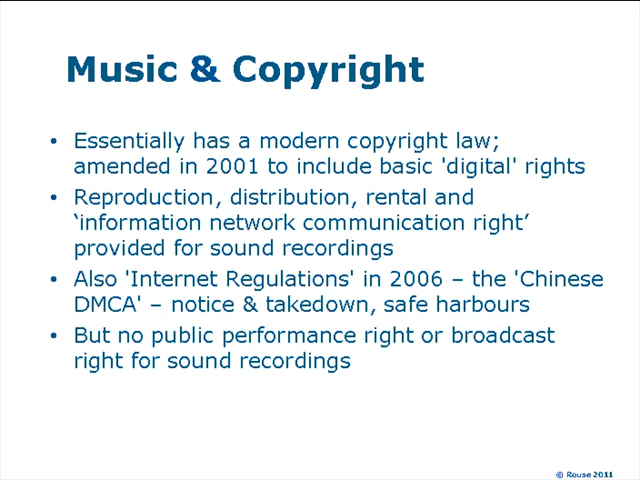 Music & Copyright
• Essentially has a modern copyright law;
amended in 2001 to include basic 'digital' rights
• Reproduction, distribution, rental and
‘information network communication right’
provided for sound recordings
• Also 'Internet Regulations' in 2006 – the 'Chinese
DMCA' – notice & takedown, safe harbours
• But no public performance right or broadcast
right for sound recordings
© Rouse 2011